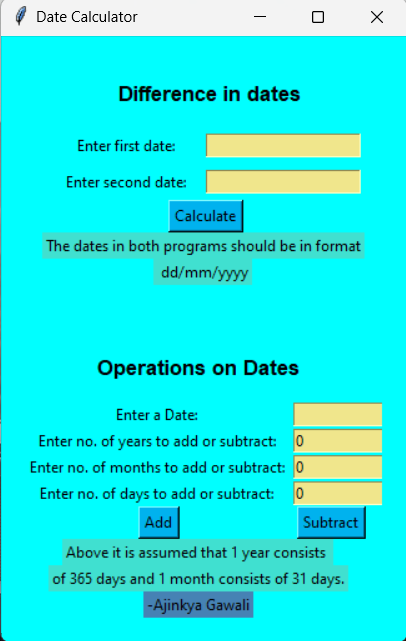 Date Calculator
Difference in dates
Enter first date:
Enter second date:
Calculate
The dates in both programs should be in format
dd/mm/yyyy
Operations on Dates
Enter a Date:
Enter no. of years to add or subtract: 0
Enter no. of months to add or subtract: 0
Enter no. of days to add or subtract: 0
Add Subtract
Above it is assumed that 1 year consists
of 365 days and 1 month consists of 31 days.
-Ajinkya Gawali